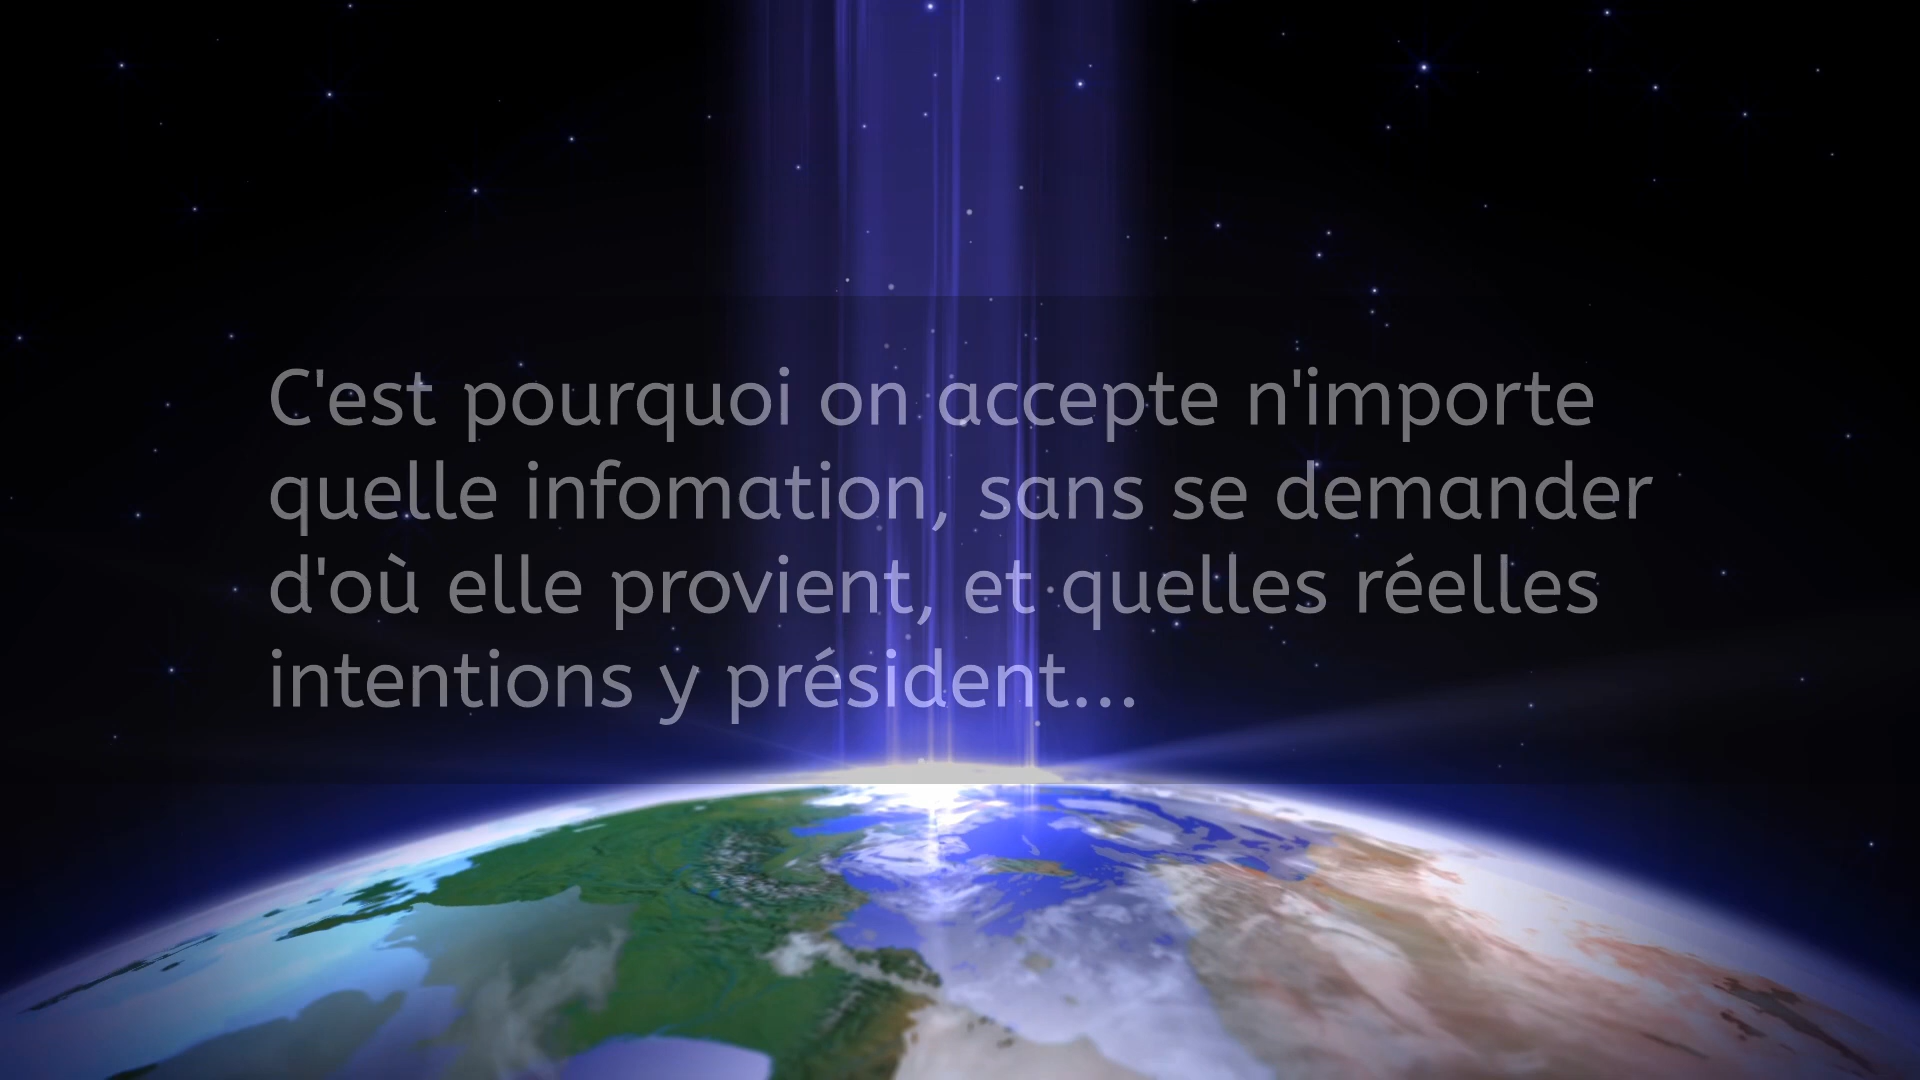 C'est pourquoi on accepte n'importe
quelle infomation, sans se demander
d'où elle provient, et quelles réelles
intentions y président...